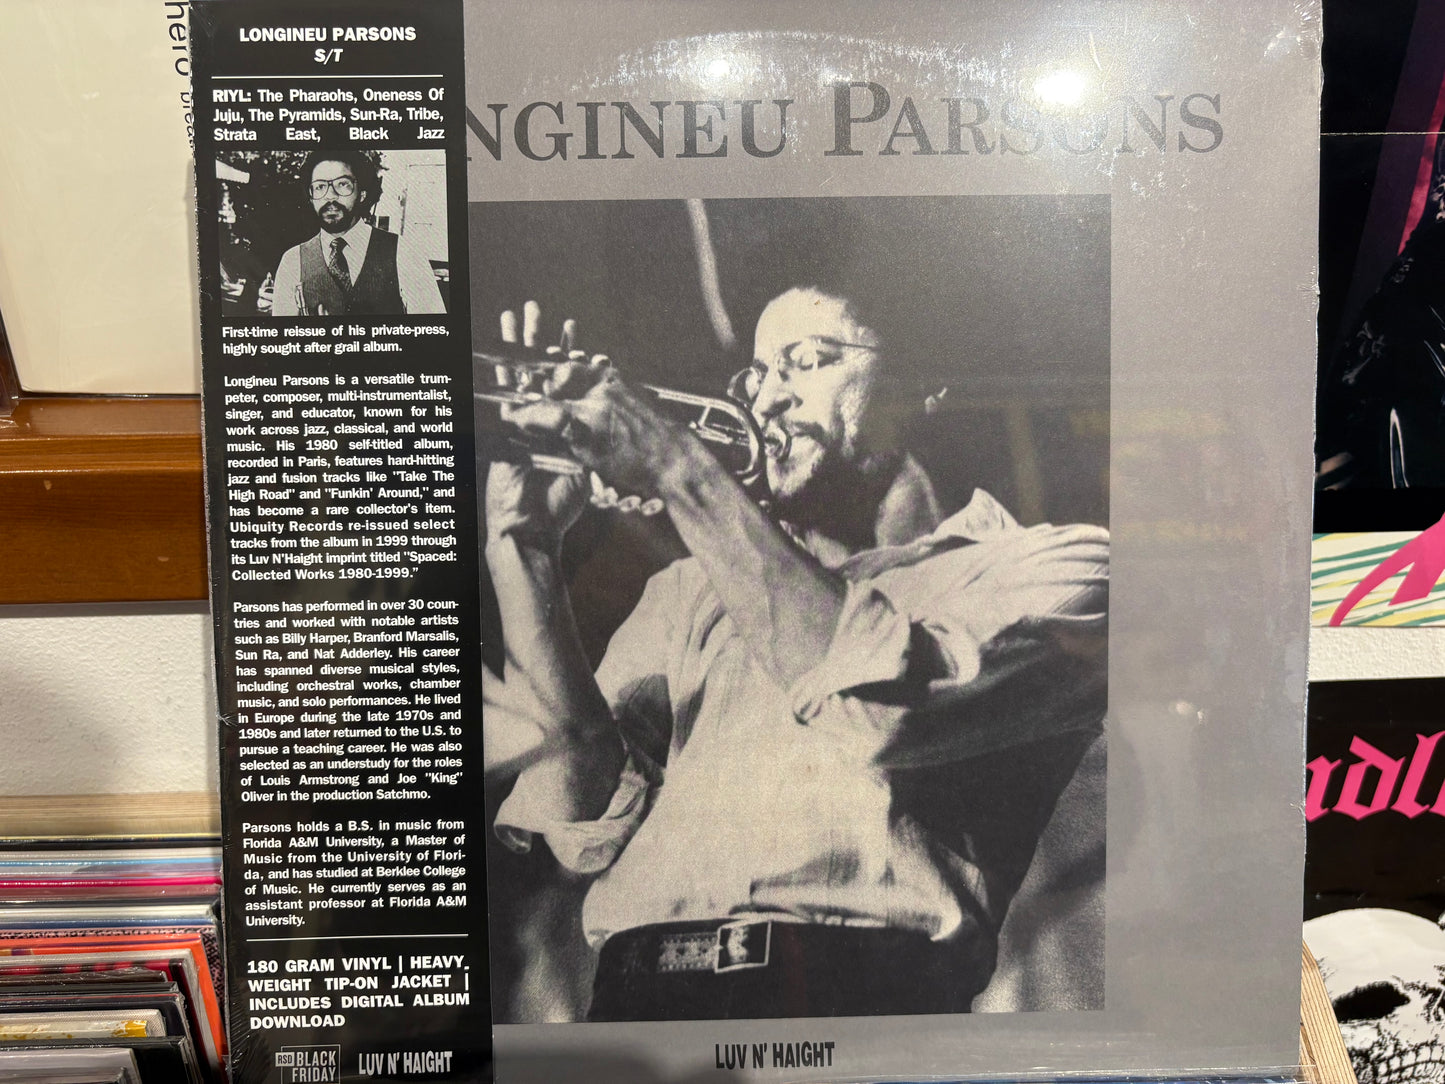 LONGINEU PARSONS
S/T
RIYL: The Pharaohs, Oneness Of
Juju, The Pyramids, Sun-Ra, Tribe,
Strata East, Black Jazz
First-time reissue of his private-press,
highly sought after grail album.
Longineu Parsons is a versatile trum-
peter, composer, multi-instrumentalist,
singer, and educator, known for his
work across jazz, classical, and world
music. His 1980 self-titled album,
recorded in Paris, features hard-hitting
jazz and fusion tracks like "Take The
High Road" and "Funkin' Around," and
has become a rare collector's item.
Ubiquity Records re-issued select
tracks from the album in 1999 through
its Luv N'Haight imprint titled "Spaced:
Collected Works 1980-1999."
Parsons has performed in over 30 coun-
tries and worked with notable artists
such as Billy Harper, Branford Marsalis,
Sun Ra, and Nat Adderley. His career
has spanned diverse musical styles,
including orchestral works, chamber
music, and solo performances. He lived
in Europe during the late 1970s and
1980s and later returned to the U.S. to
pursue a teaching career. He was also
selected as an understudy for the roles
of Louis Armstrong and Joe "King"
Oliver in the production Satchmo.
Parsons holds a B.S. in music from
Florida A&M University, a Master of
Music from the University of Flori-
da, and has studied at Berklee College
of Music. He currently serves as an
assistant professor at Florida A&M
University.
180 GRAM VINYL | HEAVY-
WEIGHT TIP-ON JACKET |
INCLUDES DIGITAL ALBUM
DOWNLOAD
RSD BLACK
FRIDAY
LUV N' HAIGHT
NGINEU PARSONS
LUV N' HAIGHT
hero